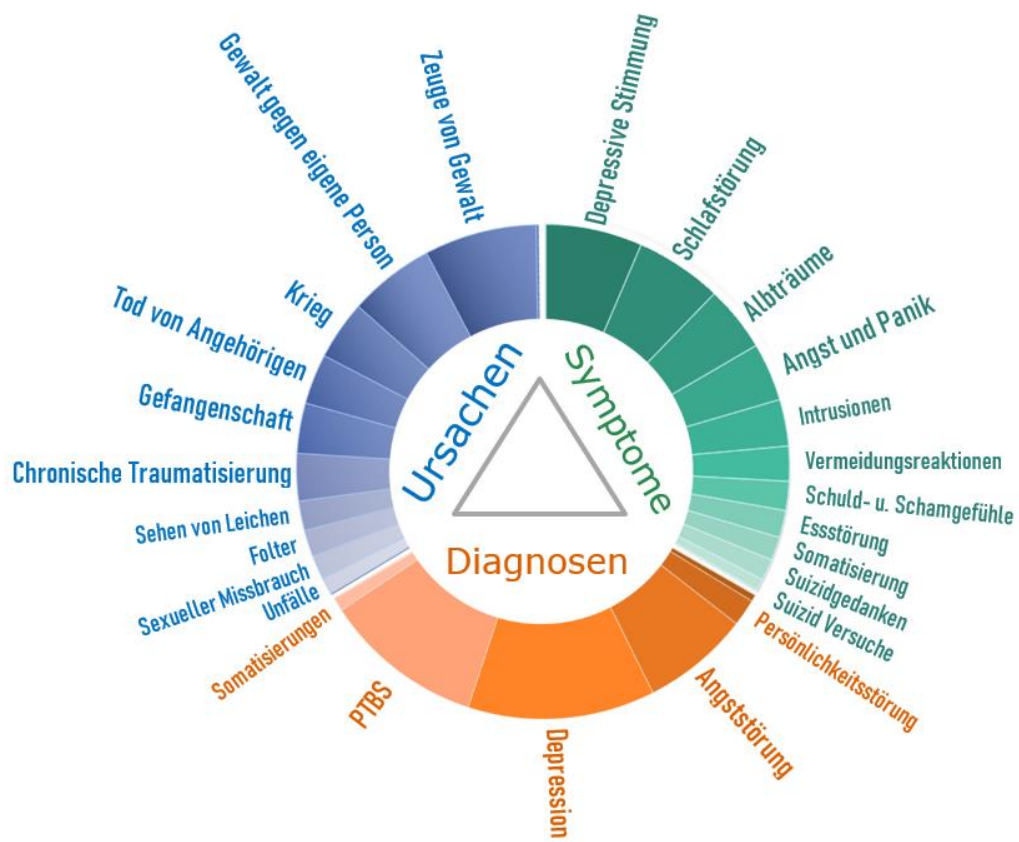 Ursachen
Symptome
Diagnosen
Zeuge von Gewalt
Gewalt gegen eigene Person
Krieg
Tod von Angehörigen
Gefangenschaft
Chronische Traumatisierung
Sehen von Leichen
Folter
Sexueller Missbrauch
Unfälle
Depressive Stimmung
Schlafstörung
Albträume
Angst und Panik
Intrusionen
Vermeidungsreaktionen
Schuld- u. Schamgefühle
Essstörung
Somatisierung
Suizidgedanken
Suizid Versuche
Persönlichkeitsstörung
Angststörung
Depression
PTBS
Somatisierungen